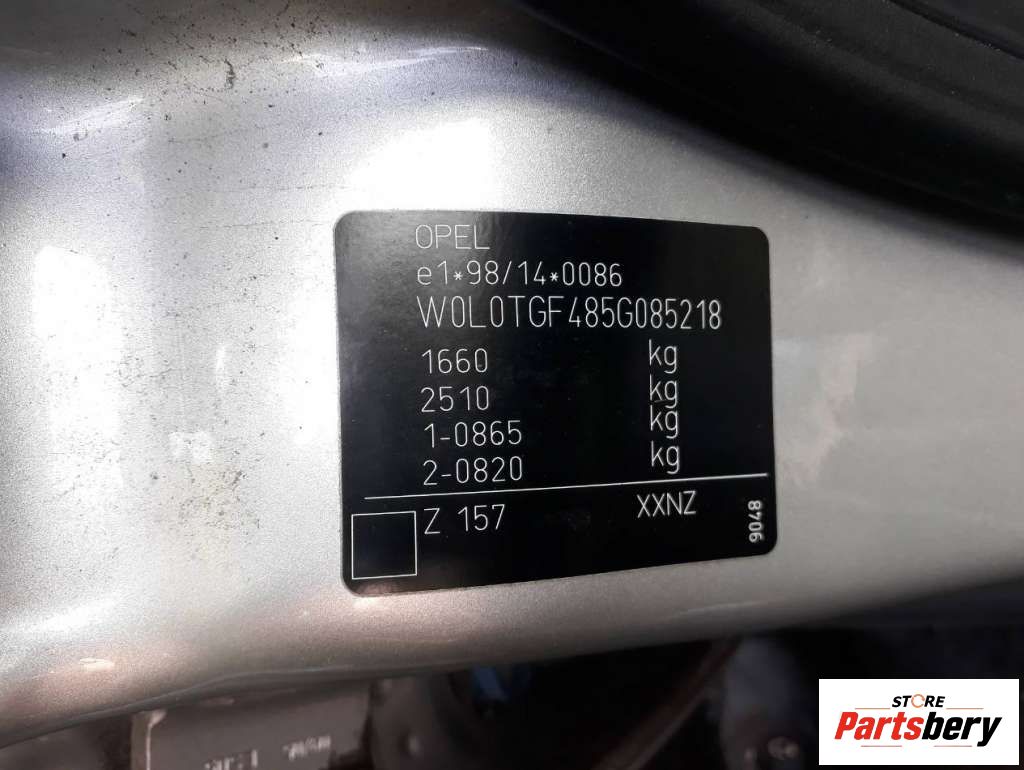 OPEL
e1*98/14*0086
W0L0TGF485G085218
1660 kg
2510 kg
1-0865 kg
2-0820 kg
Z 157 XXNZ
9048
STORE
Partsbery